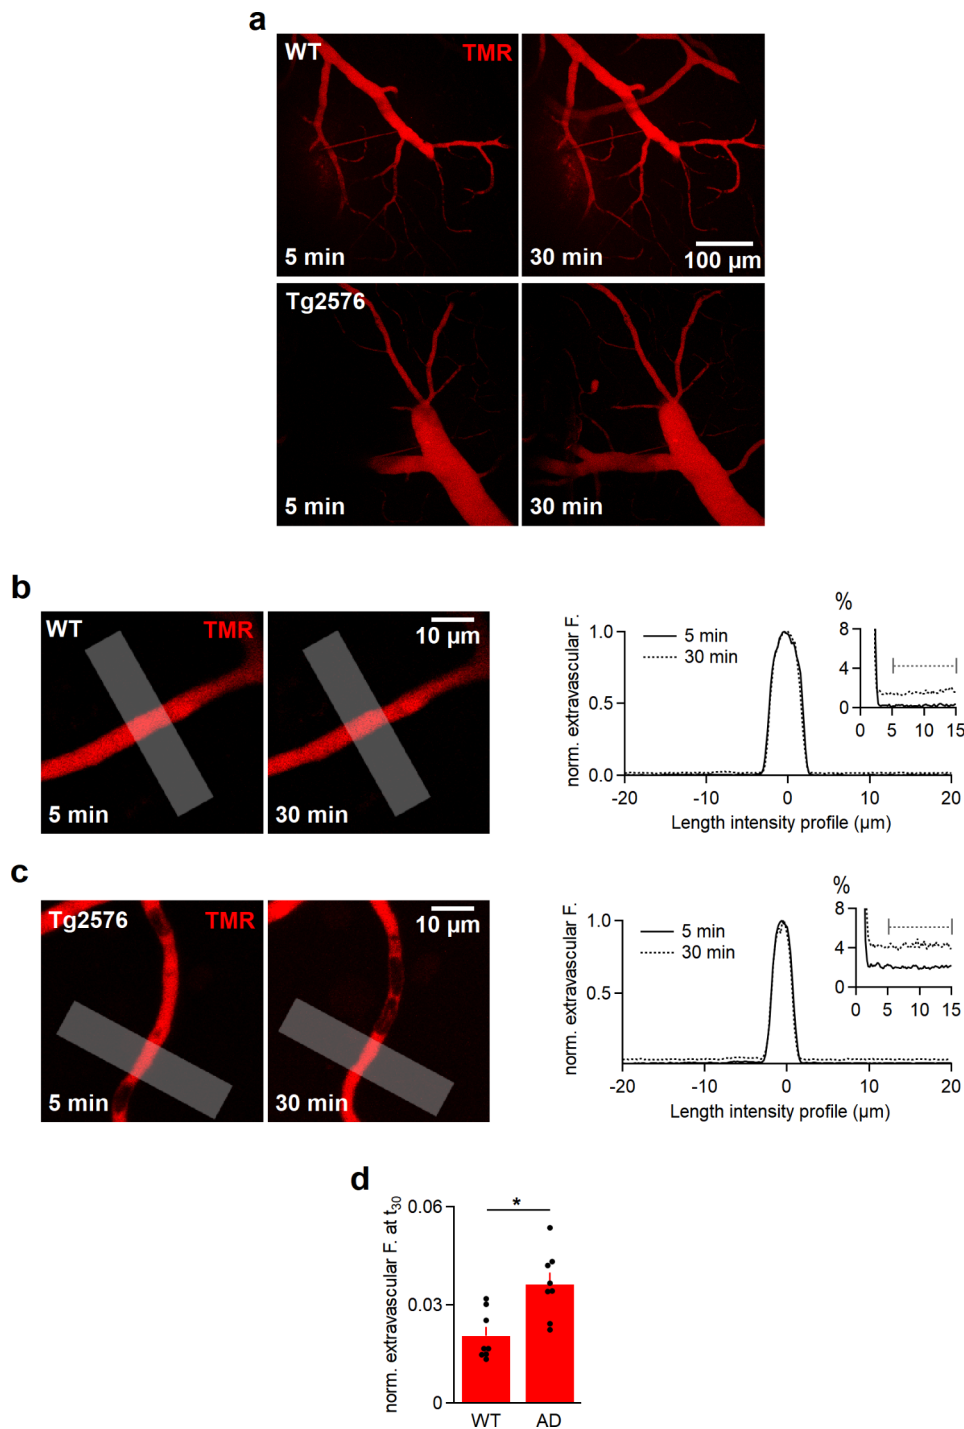 a
WT TMR
5 min
30 min
100 µm
Tg2576
5 min
30 min
b
WT TMR
5 min
10 µm
30 min
norm. extravascular F.
1.0
0.5
0.0
5 min
30 min
-20 -10 0 10 20
Length intensity profile (µm)
%
8
4
0
0 5 10 15
c
Tg2576 TMR
5 min
10 µm
30 min
norm. extravascular F.
1.0
0.5
5 min
30 min
-20 -10 0 10 20
Length intensity profile (µm)
%
8
4
0
0 5 10 15
d
norm. extravascular F. at t30
0.06
0.03
0
*
WT AD